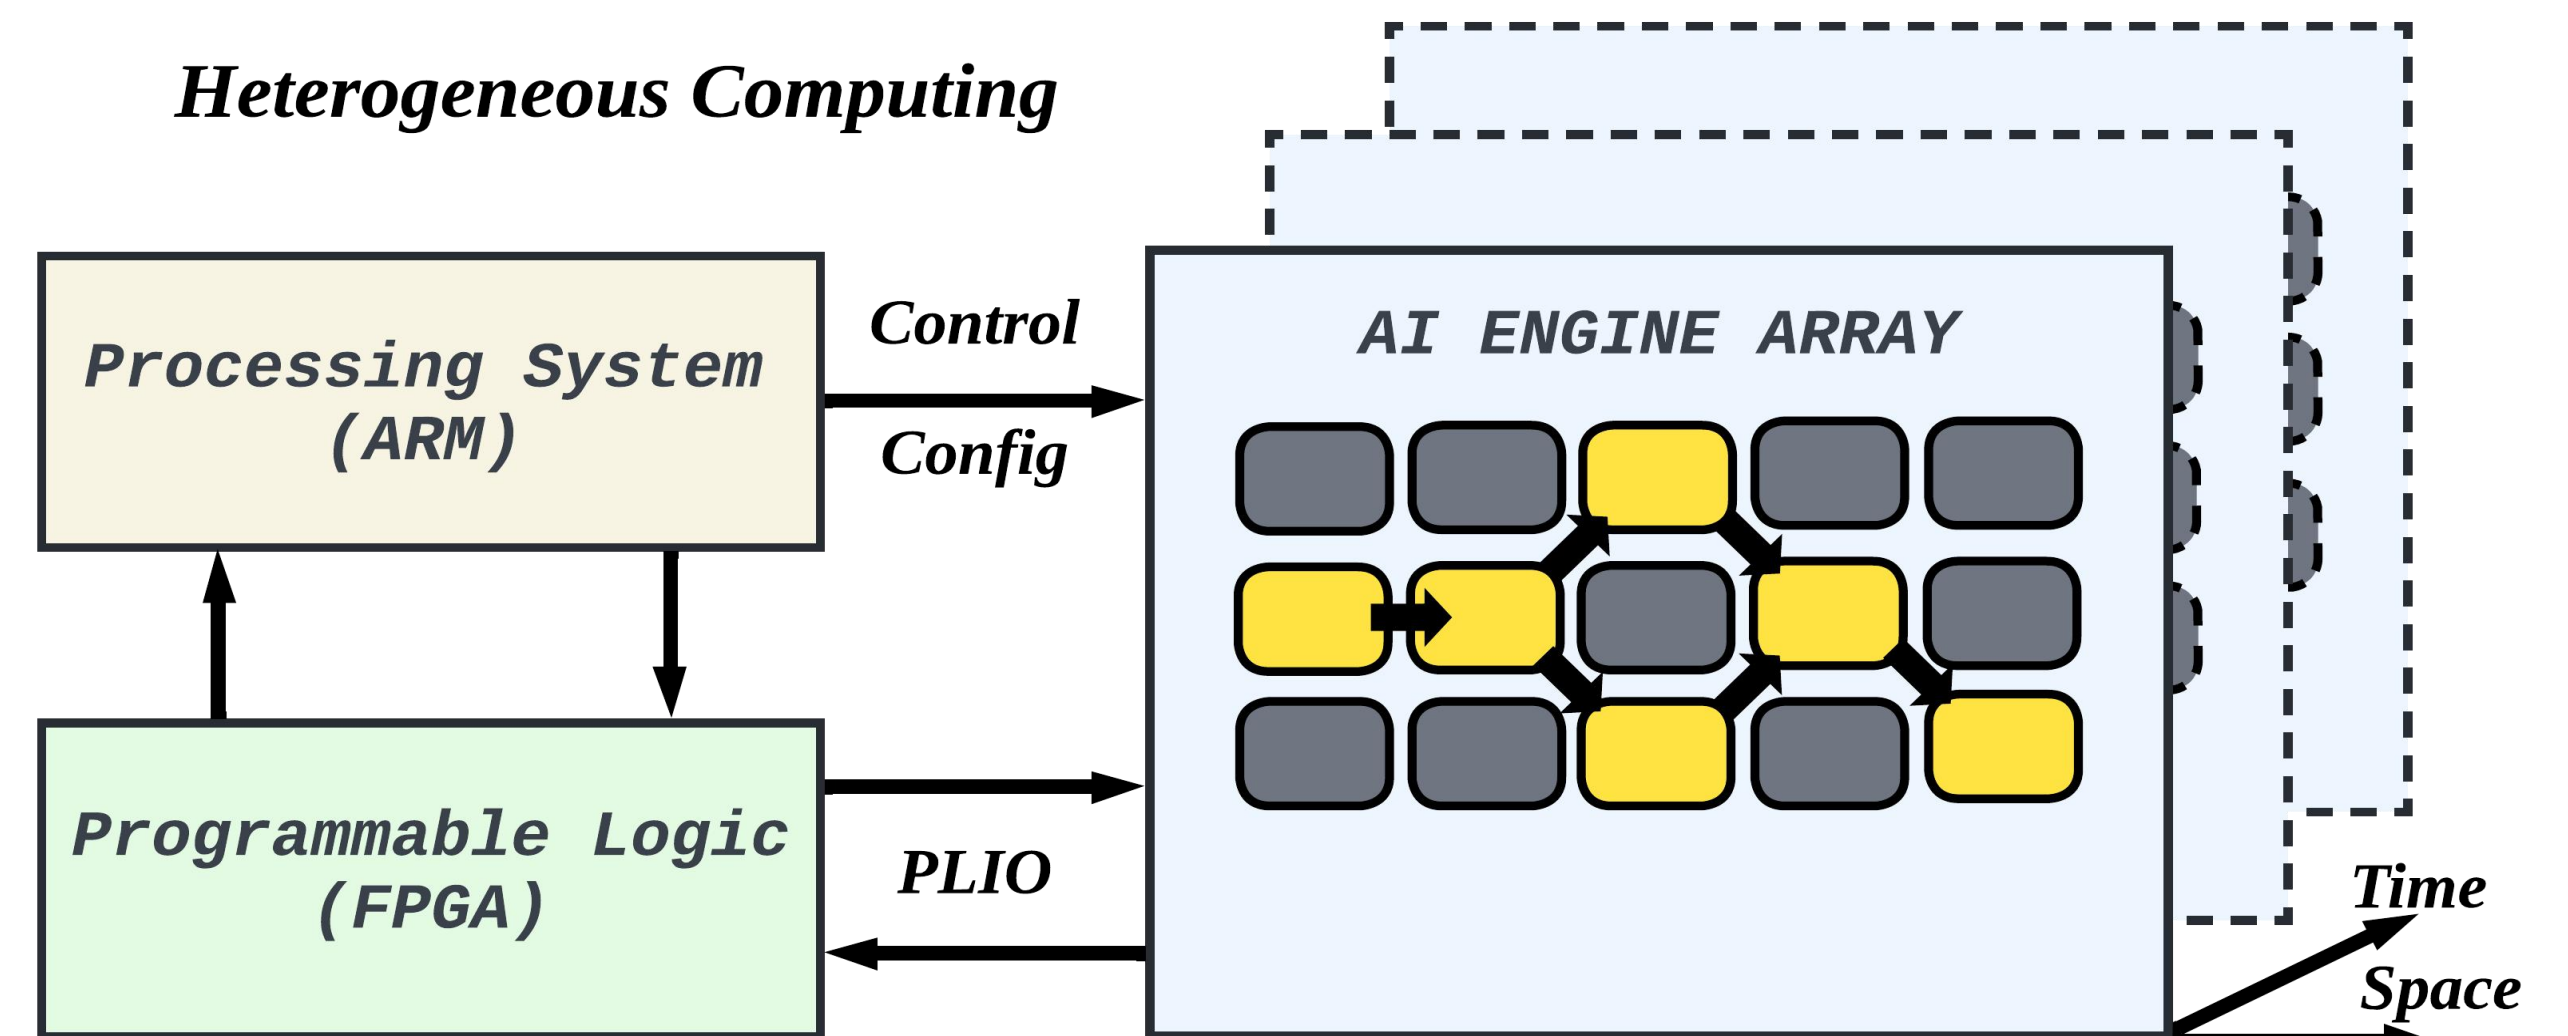 Heterogeneous Computing
Processing System
(ARM)
Control
Config
AI ENGINE ARRAY
Programmable Logic
(FPGA)
PLIO
Time
Space